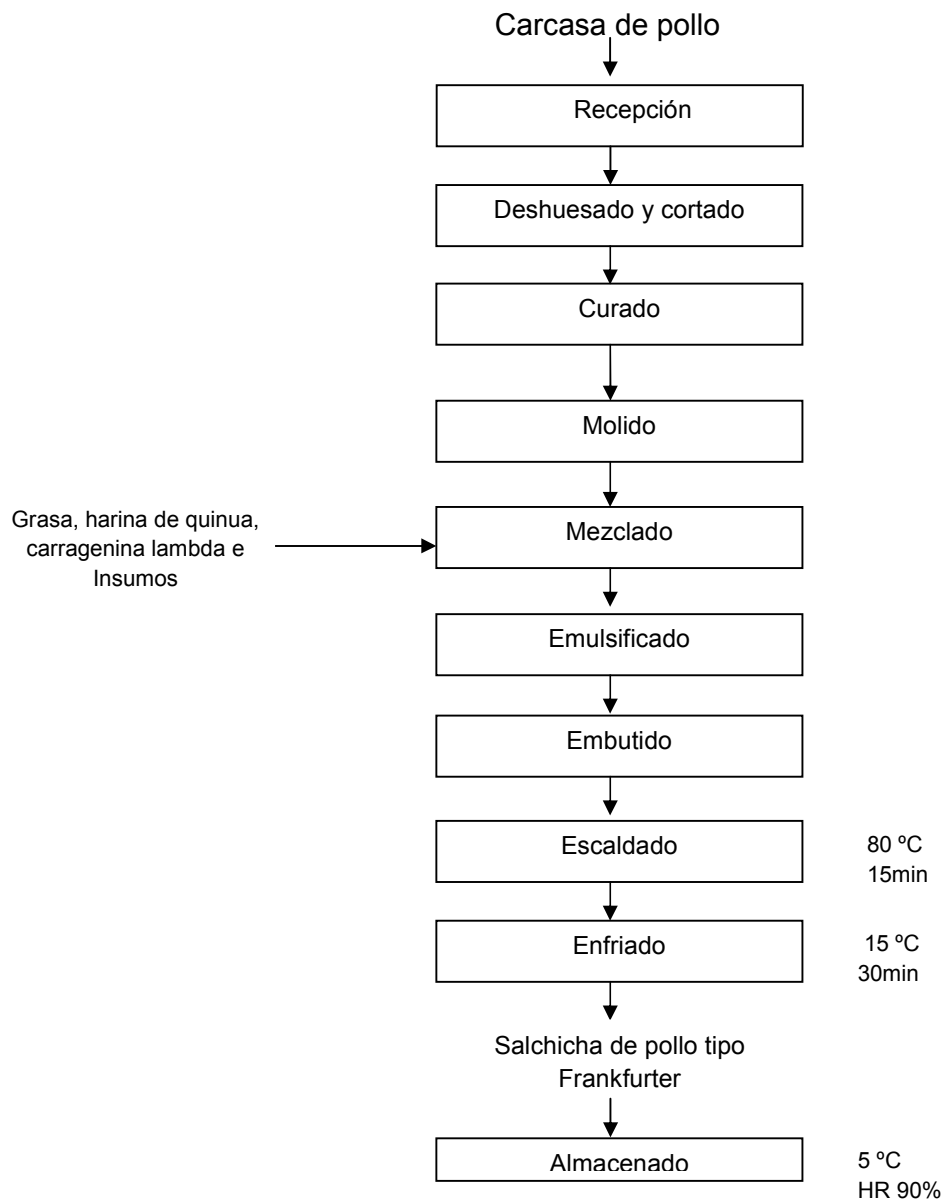 Carcasa de pollo
Recepción
Deshuesado y cortado
Curado
Molido
Grasa, harina de quinua,
carragenina lambda e
Insumos
Mezclado
Emulsificado
Embutido
Escaldado
80 ºC
15min
Enfriado
15 ºC
30min
Salchicha de pollo tipo
Frankfurter
Almacenado
5 ºC
HR 90%